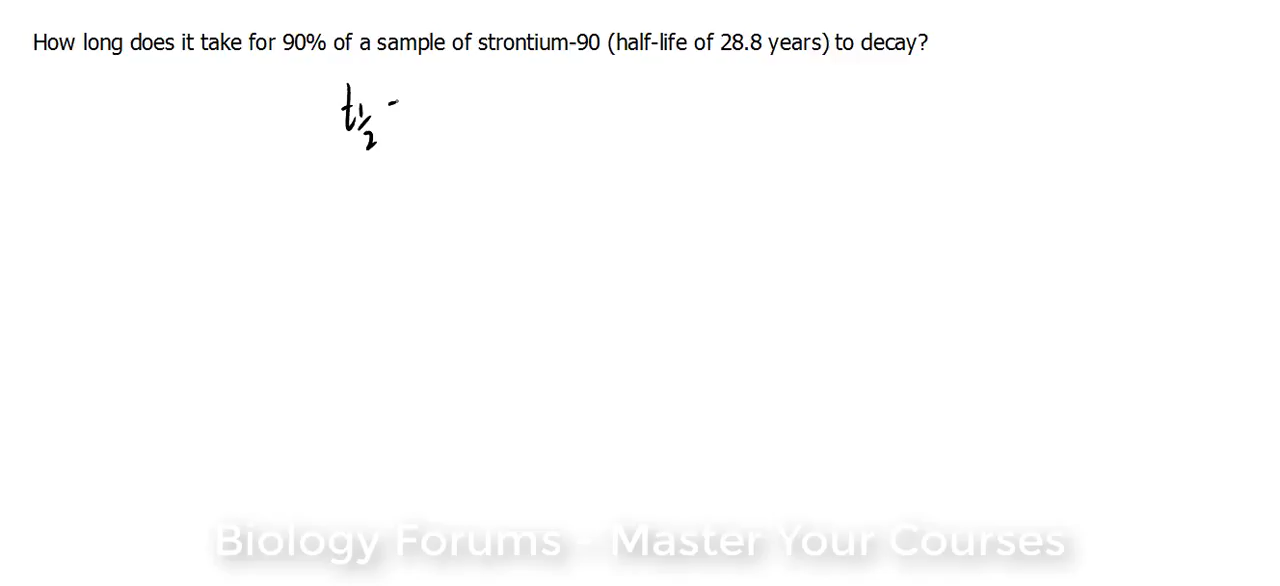 How long does it take for 90% of a sample of strontium-90 (half-life of 28.8 years) to decay?
t1/2 -
Biology Forums - Master Your Courses